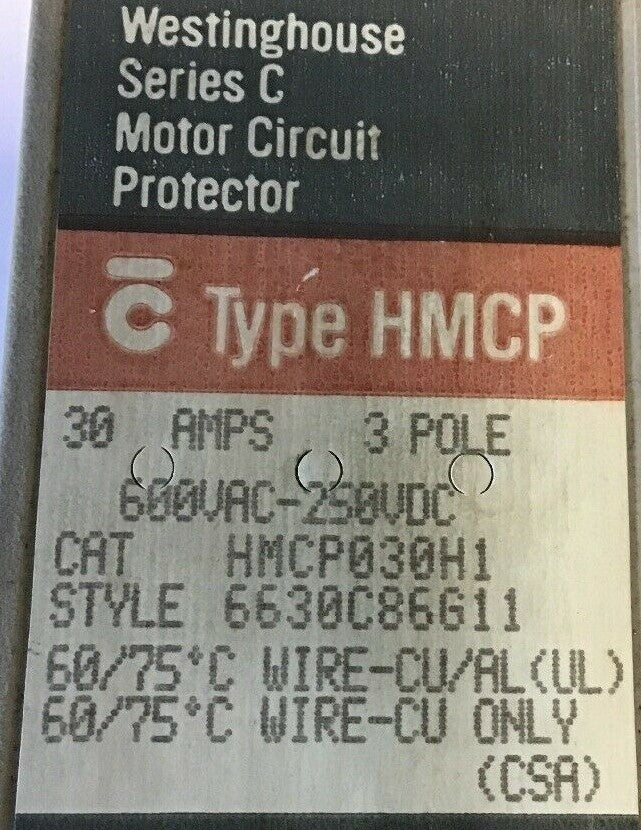 Westinghouse
Series C
Motor Circuit
Protector
C Type HMCP
30 AMPS 3 POLE
600VAC-250VDC
CAT HMCP030H1
STYLE 6630C86G11
60/75°C WIRE-CU/AL(UL)
60/75°C WIRE-CU ONLY
(CSA)